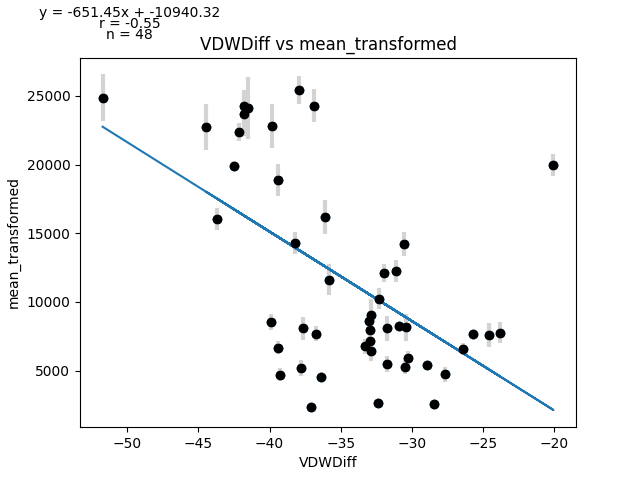 y = -651.45x + -10940.32
r = -0.55
n = 48
VDWDiff vs mean_transformed
25000
20000
15000
10000
5000
mean_transformed
−50
−45
−40
−35
−30
−25
−20
VDWDiff